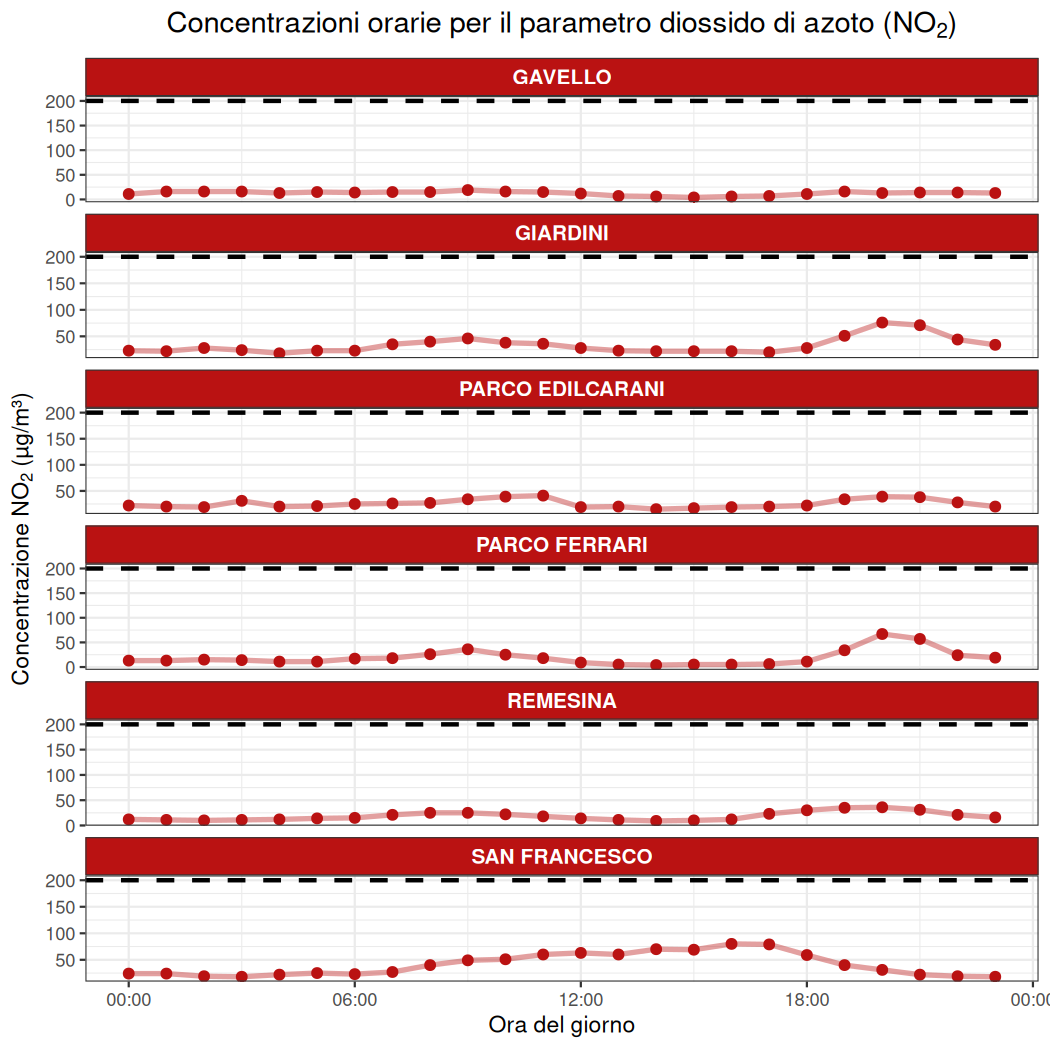 Concentrazioni orarie per il parametro diossido di azoto (NO₂)
Concentrazione NO₂ (µg/m³)
GAVELLO
200
150
100
50
0
GIARDINI
200
150
100
50
PARCO EDILCARANI
200
150
100
50
PARCO FERRARI
200
150
100
50
0
REMESINA
200
150
100
50
0
SAN FRANCESCO
200
150
100
50
00:00 06:00 12:00 18:00 00:0
Ora del giorno